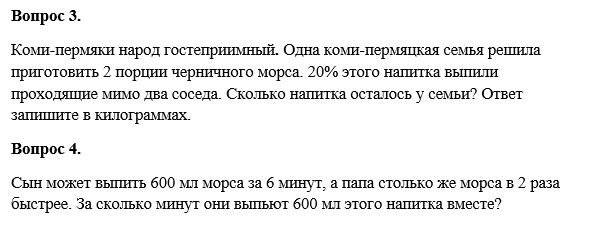 Вопрос 3.
Коми-пермяки народ гостеприимный. Одна коми-пермяцкая семья решила
приготовить 2 порции черничного морса. 20% этого напитка выпили
проходящие мимо два соседа. Сколько напитка осталось у семьи? Ответ
запишите в килограммах.
Вопрос 4.
Сын может выпить 600 мл морса за 6 минут, а папа столько же морса в 2 раза
быстрее. За сколько минут они выпьют 600 мл этого напитка вместе?